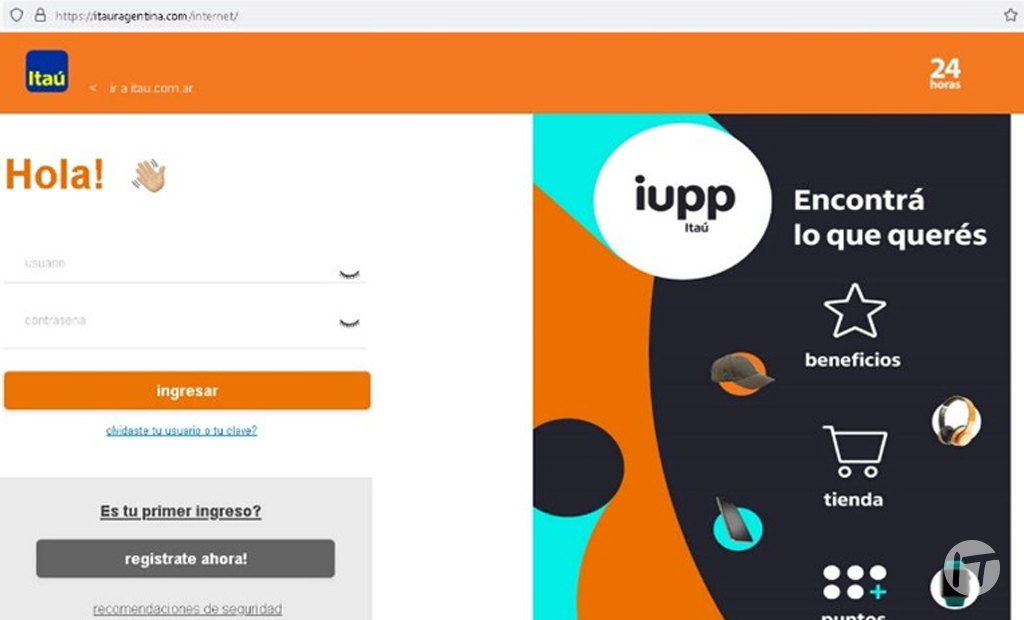 https://itauragentina.com/internet/
Itaú
< ir a itau.com.ar
24
horas
Hola!
usuario
contrasena
ingresar
olvidaste tu usuario o tu clave?
Es tu primer ingreso?
registrate ahora!
recomendaciones de seguridad
iupp
Itaú
Encontrá
lo que querés
beneficios
tienda
puntos
IT